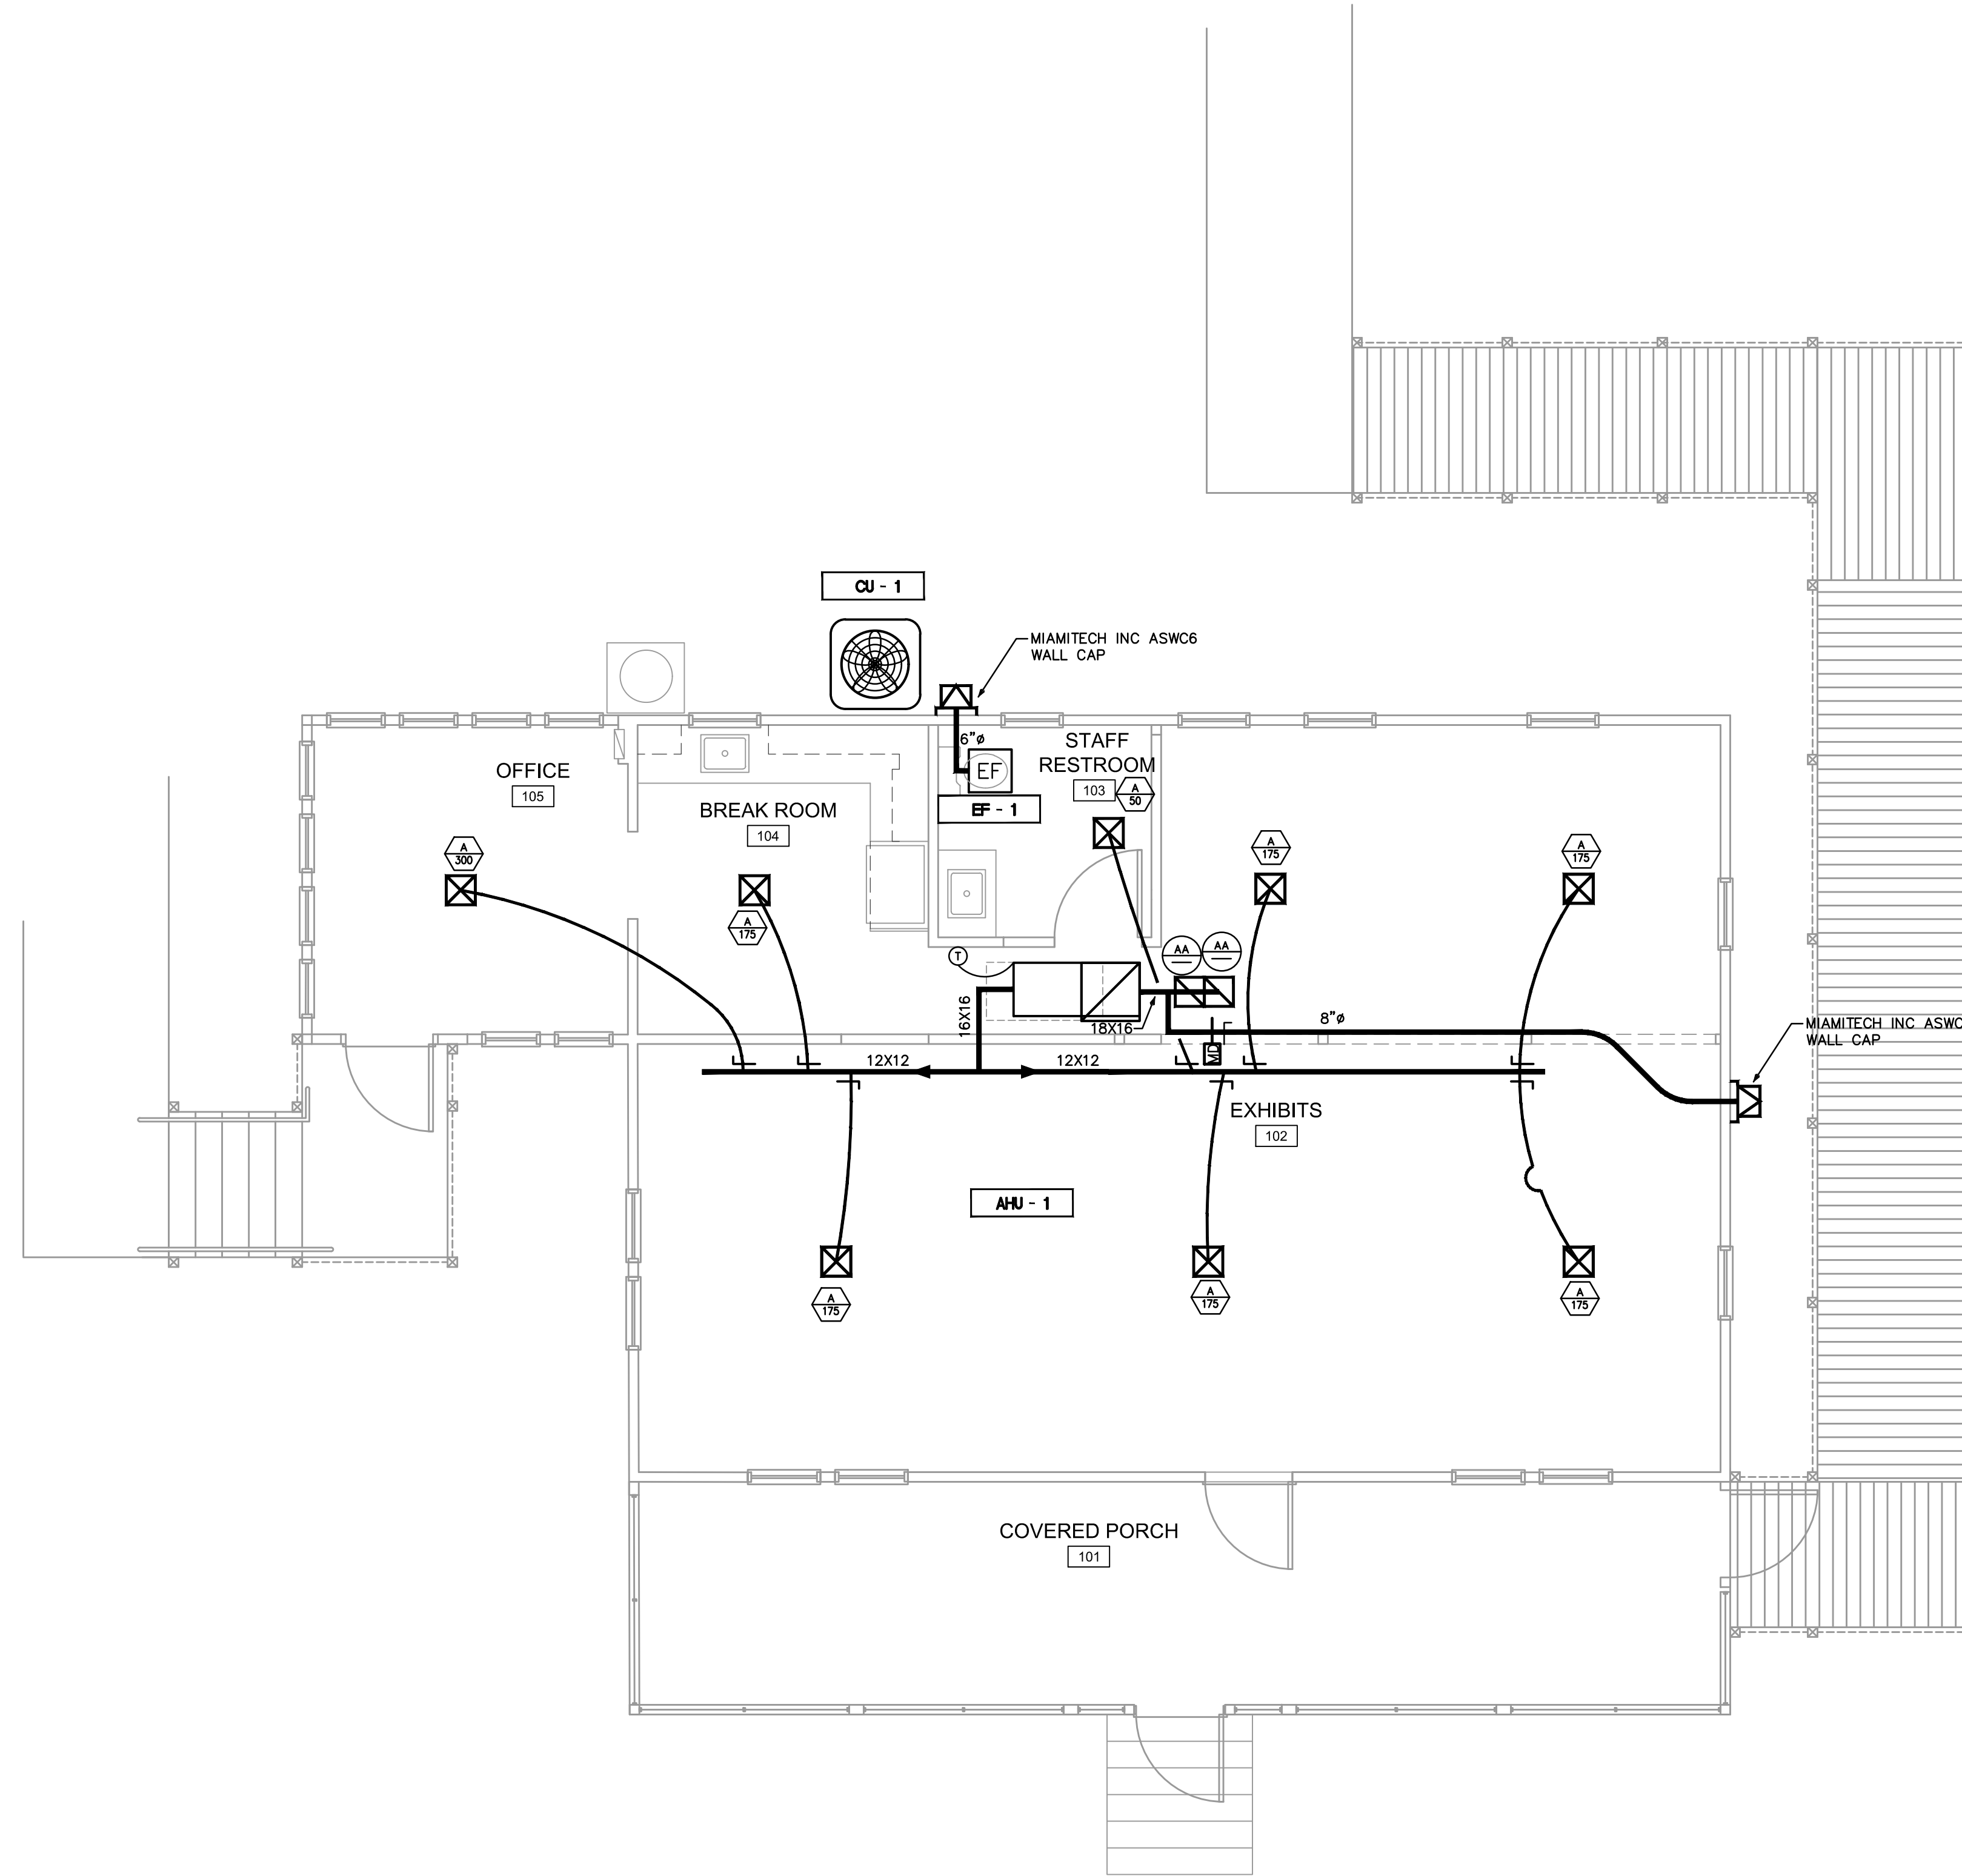 CU - 1
MIAMITECH INC ASWC6
WALL CAP
6"ø
EF
EF - 1
STAFF
RESTROOM
103
A
50
OFFICE
105
BREAK ROOM
104
A
300
A
175
A
175
A
175
T
AA
AA
16X16
18X16
8"ø
MIAMITECH INC ASWC
WALL CAP
MD
12X12
12X12
EXHIBITS
102
AHU - 1
A
175
A
175
A
175
COVERED PORCH
101